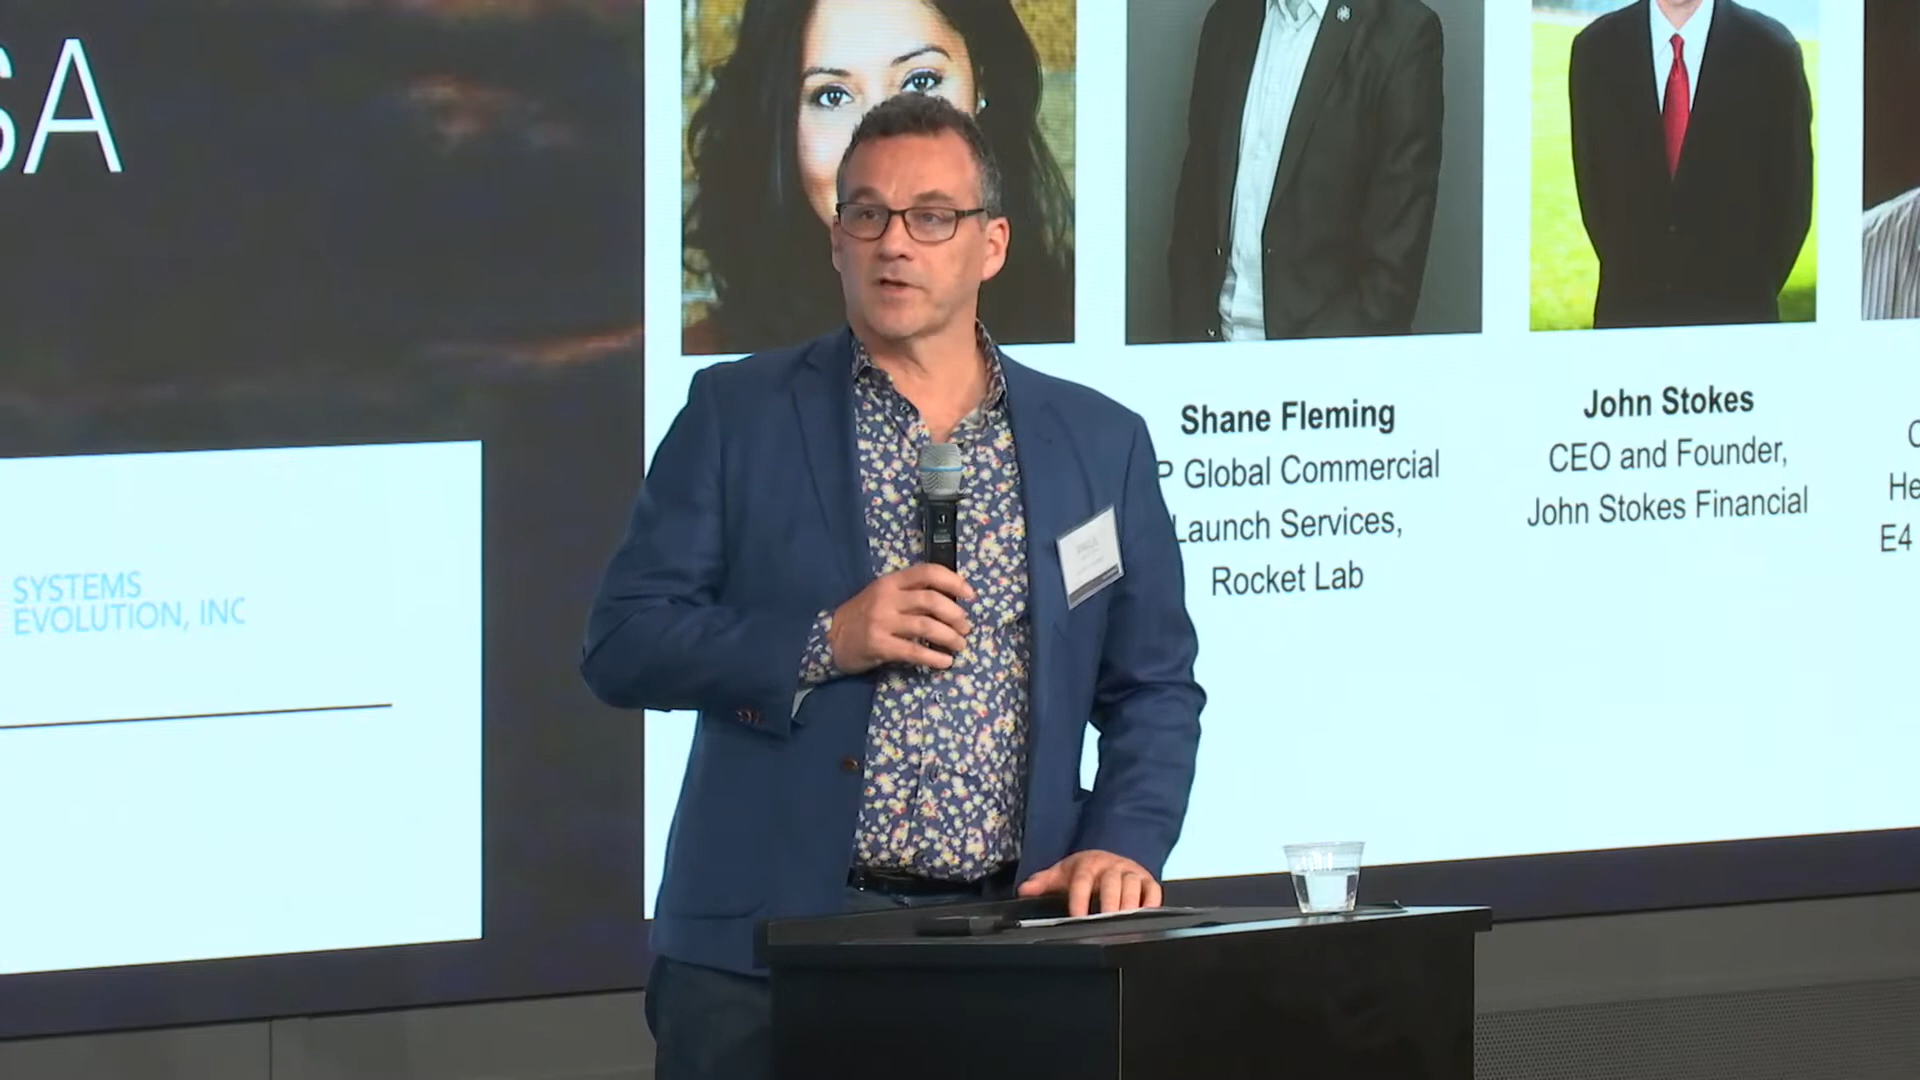 SA
SYSTEMS
EVOLUTION, INC
Shane Fleming
P Global Commercial
Launch Services,
Rocket Lab
John Stokes
CEO and Founder,
John Stokes Financial
He
E4